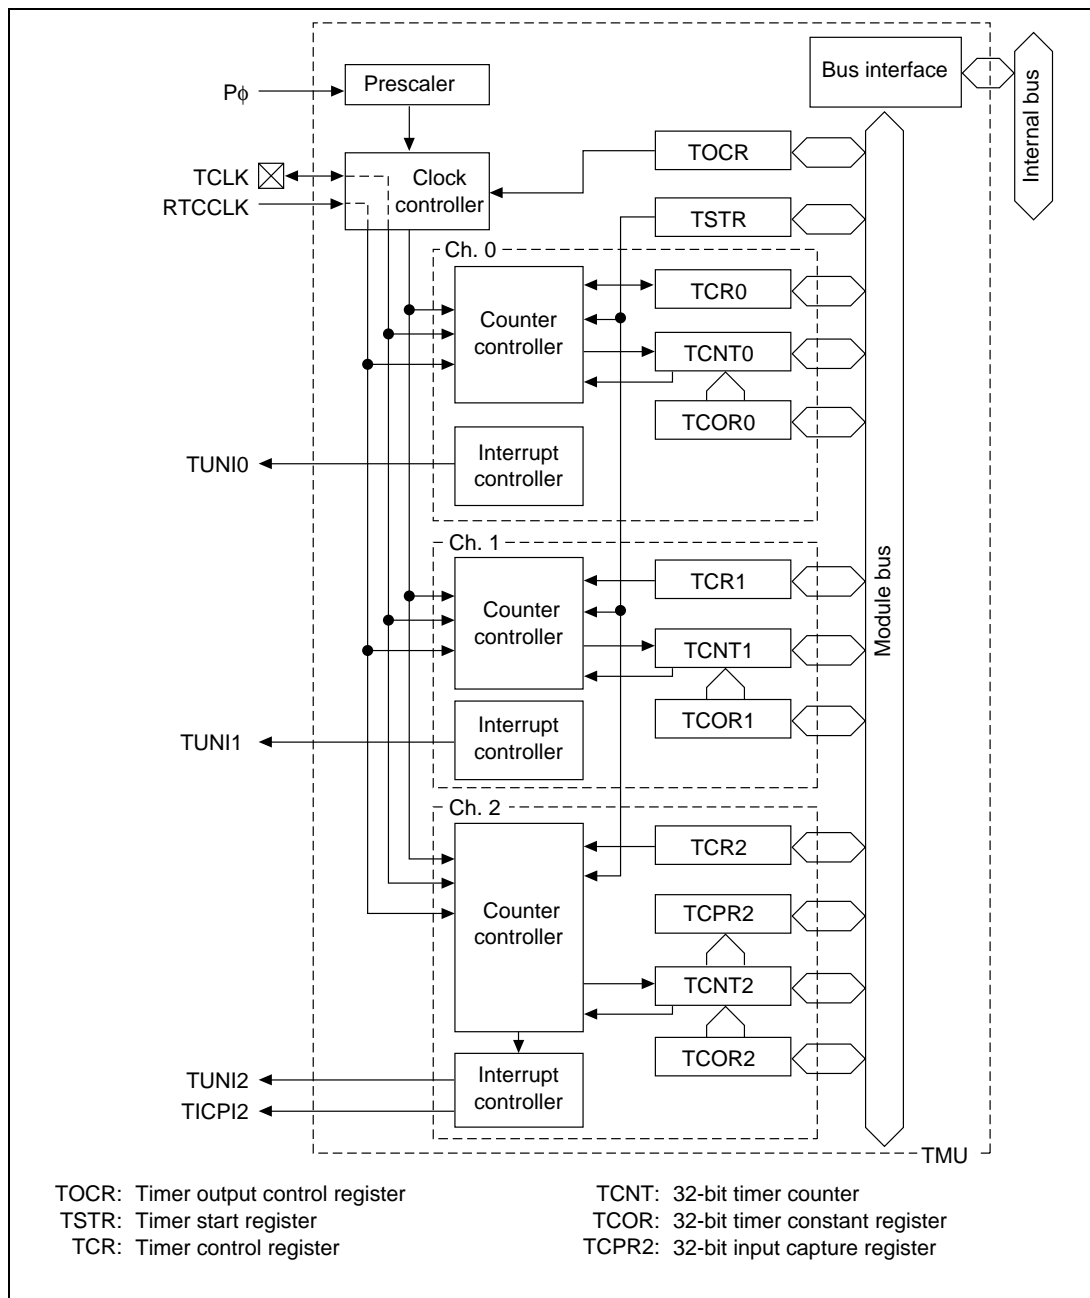 Bus interface
Internal bus
Prescaler
Pϕ
TOCR
TCLK
Clock
controller
RTCCLK
TSTR
Ch. 0
TCR0
Counter
controller
TCNT0
TCOR0
Interrupt
controller
TUNI0
Ch. 1
TCR1
Counter
controller
Module bus
TCNT1
TCOR1
Interrupt
controller
TUNI1
Ch. 2
TCR2
TCPR2
Counter
controller
TCNT2
TCOR2
Interrupt
controller
TUNI2
TICPI2
TMU
TOCR: Timer output control register
TSTR: Timer start register
TCR: Timer control register
TCNT: 32-bit timer counter
TCOR: 32-bit timer constant register
TCPR2: 32-bit input capture register